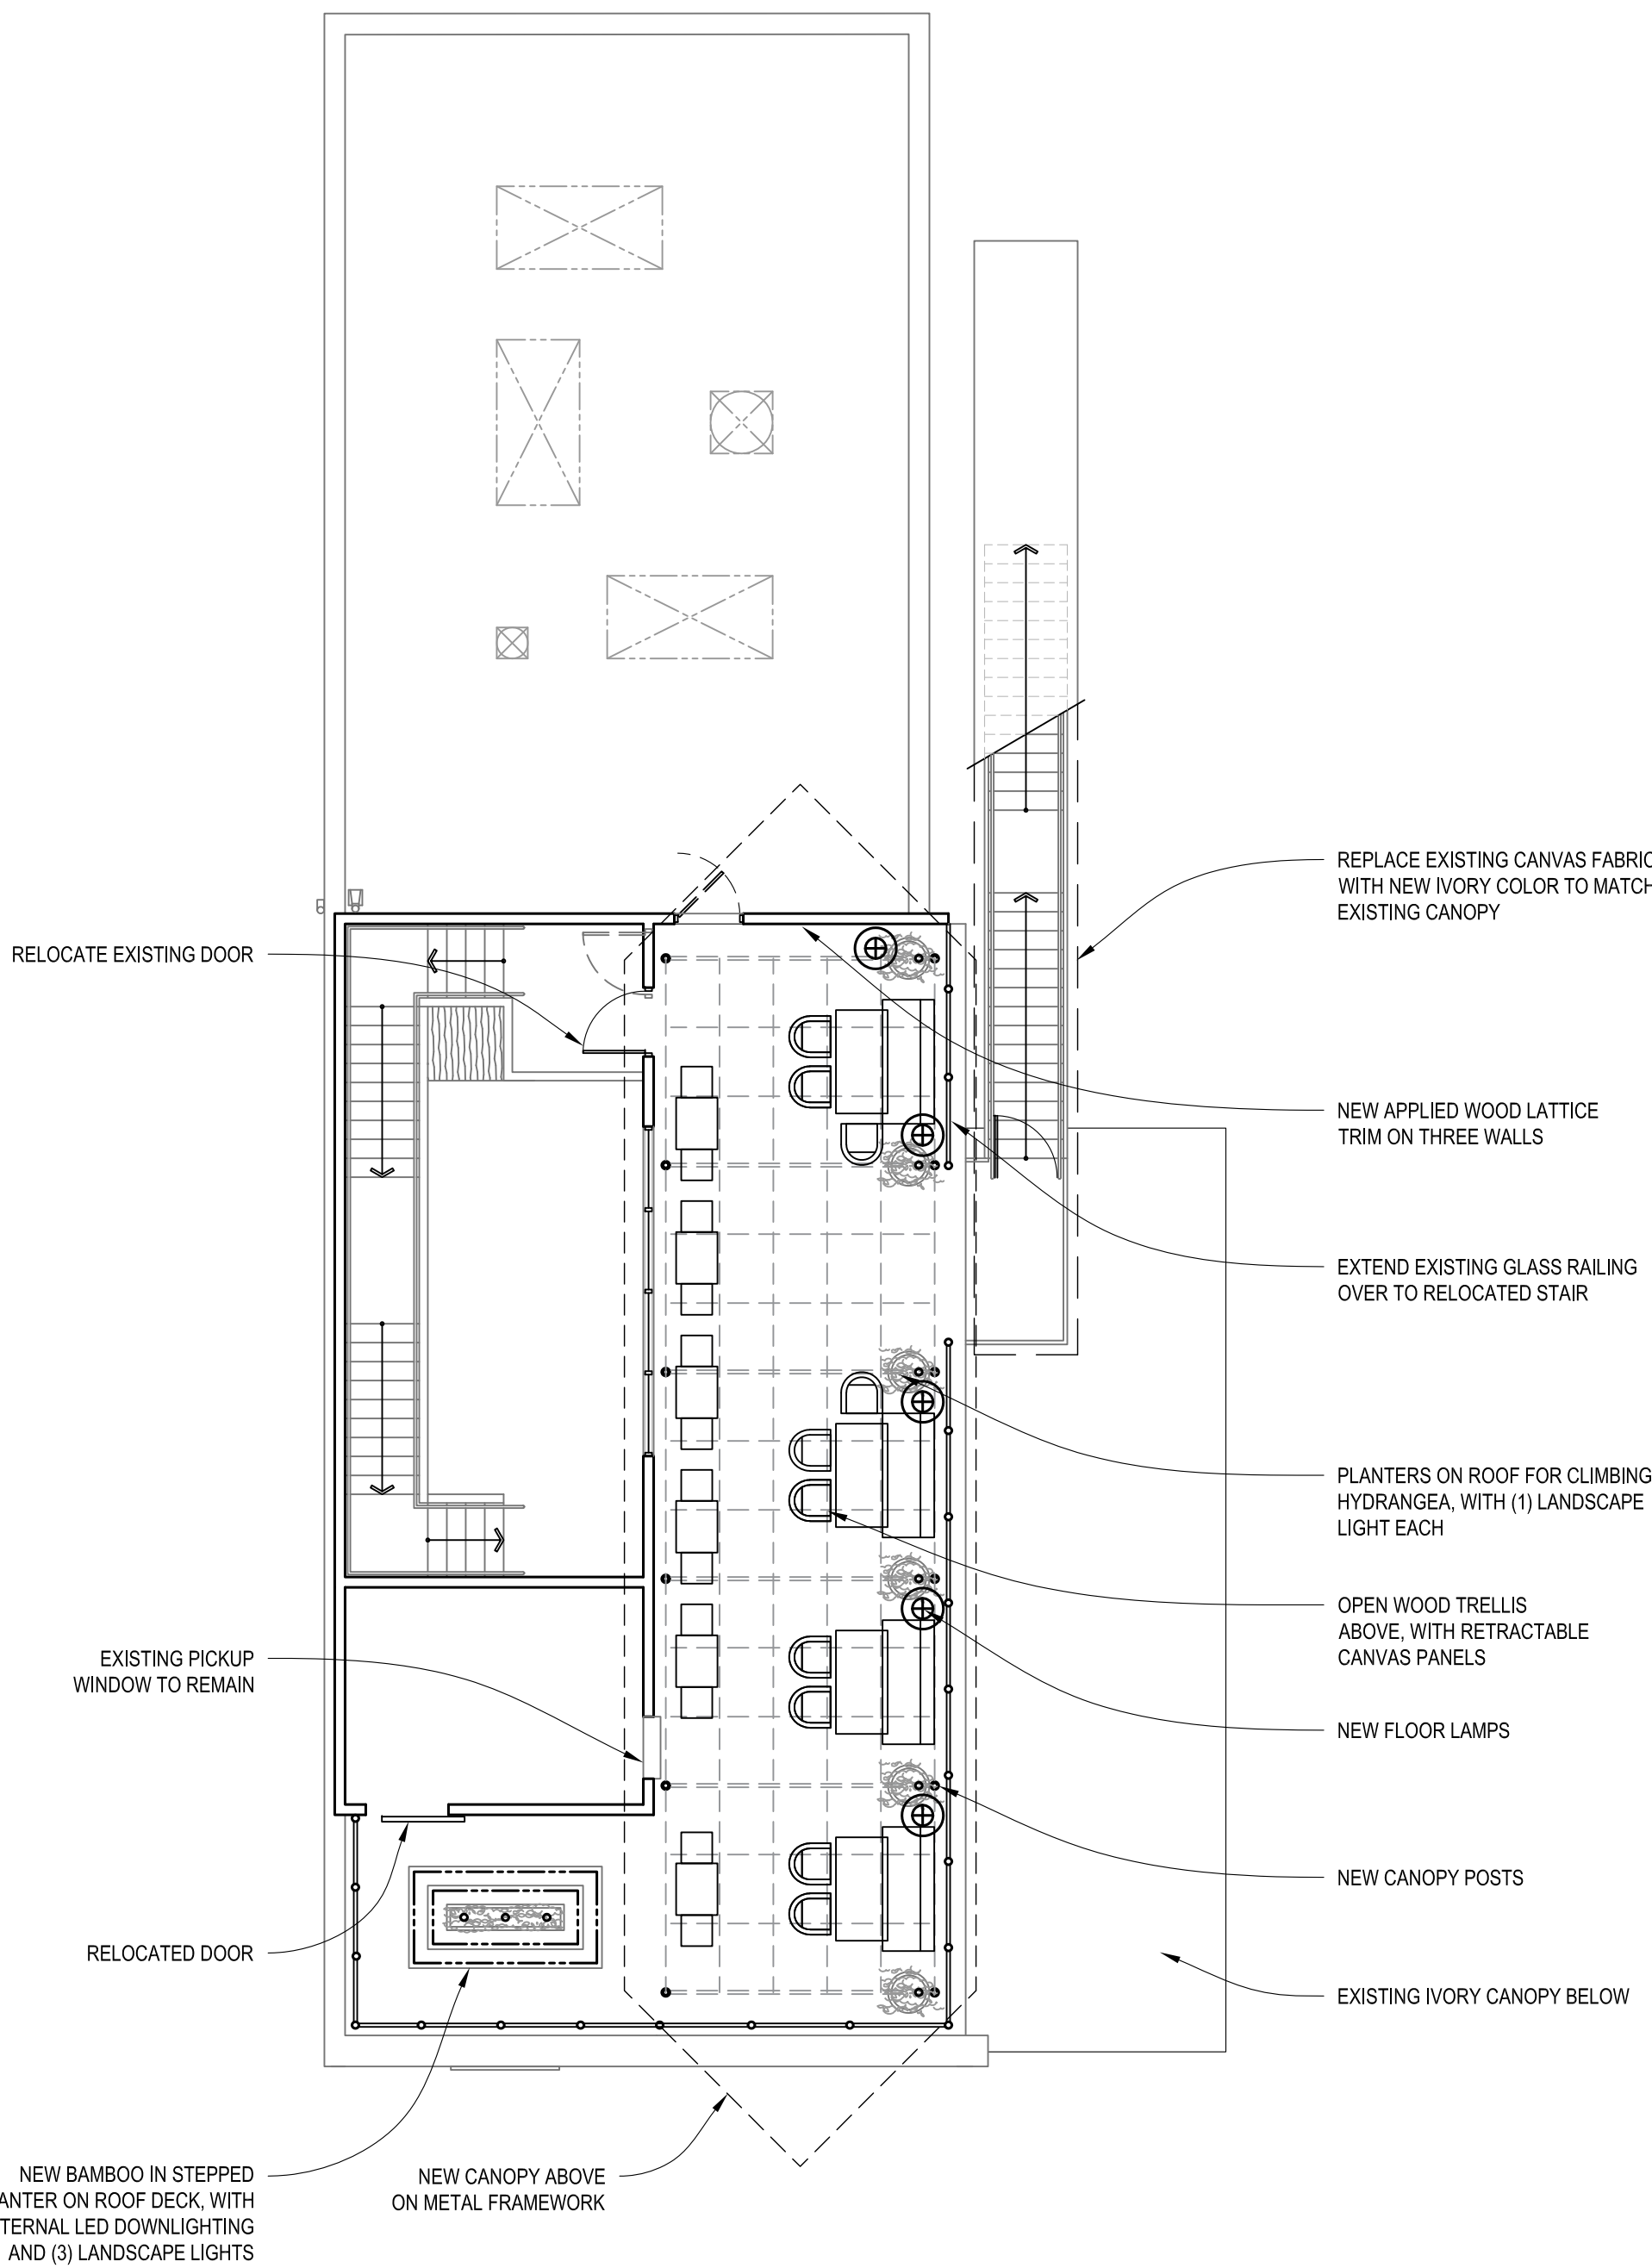 REPLACE EXISTING CANVAS FABRIC
WITH NEW IVORY COLOR TO MATCH
EXISTING CANOPY
RELOCATE EXISTING DOOR
NEW APPLIED WOOD LATTICE
TRIM ON THREE WALLS
EXTEND EXISTING GLASS RAILING
OVER TO RELOCATED STAIR
PLANTERS ON ROOF FOR CLIMBING
HYDRANGEA, WITH (1) LANDSCAPE
LIGHT EACH
OPEN WOOD TRELLIS
ABOVE, WITH RETRACTABLE
CANVAS PANELS
EXISTING PICKUP
WINDOW TO REMAIN
NEW FLOOR LAMPS
NEW CANOPY POSTS
RELOCATED DOOR
EXISTING IVORY CANOPY BELOW
NEW BAMBOO IN STEPPED
ANTER ON ROOF DECK, WITH
TERNAL LED DOWNLIGHTING
AND (3) LANDSCAPE LIGHTS
NEW CANOPY ABOVE
ON METAL FRAMEWORK